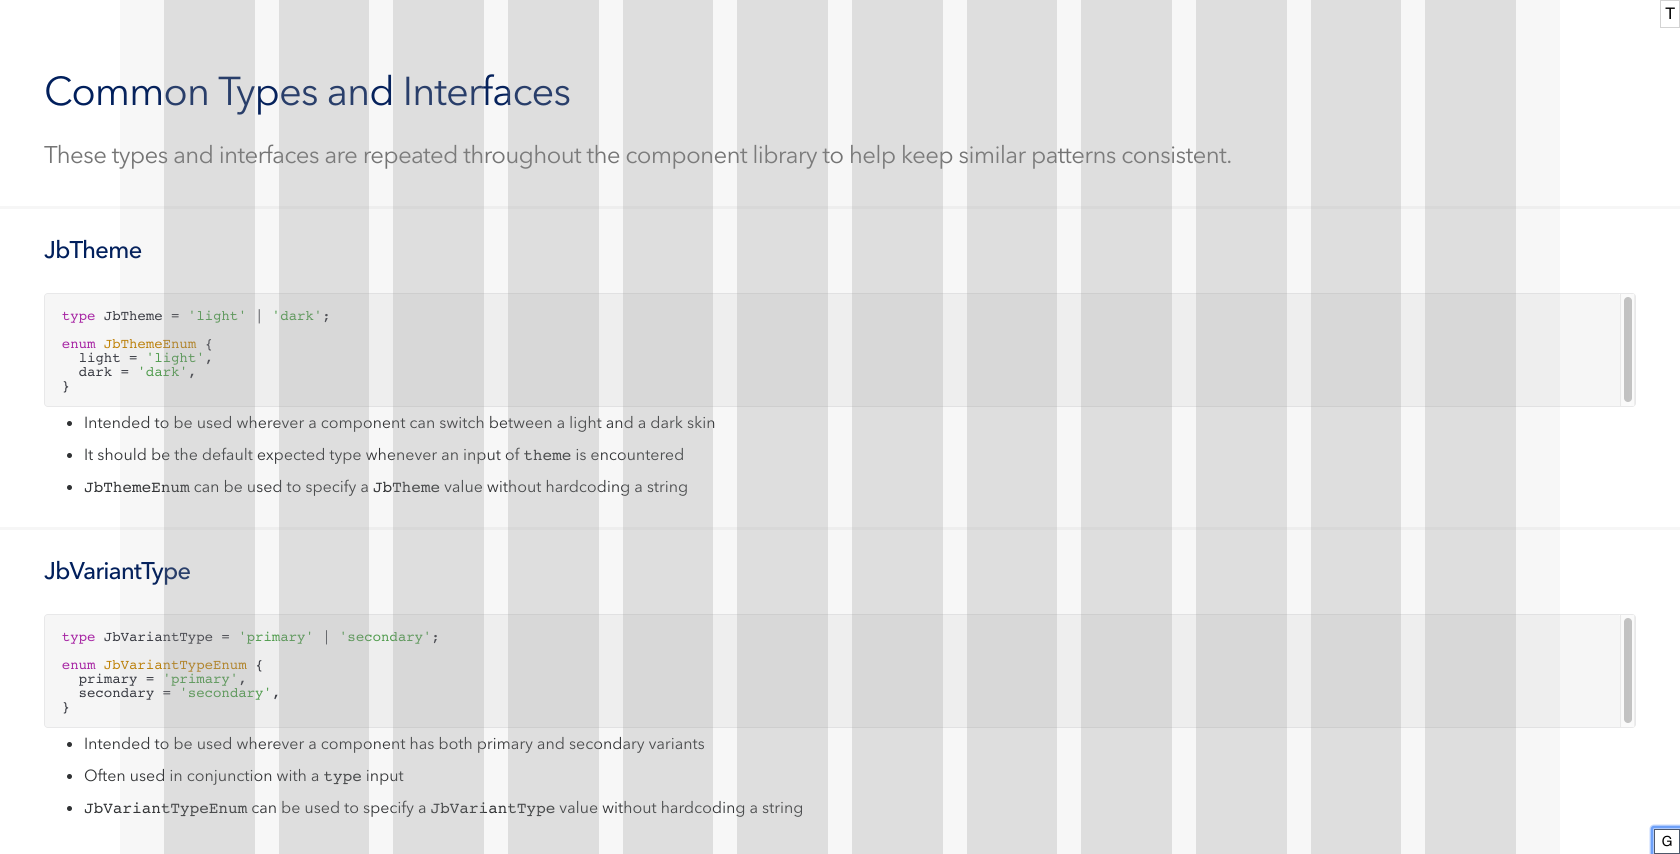 T
Common Types and Interfaces
These types and interfaces are repeated throughout the component library to help keep similar patterns consistent.
JbTheme
type JbTheme = 'light' | 'dark';
enum JbThemeEnum {
  light = 'light',
  dark = 'dark',
}
• Intended to be used wherever a component can switch between a light and a dark skin
• It should be the default expected type whenever an input of theme is encountered
• JbThemeEnum can be used to specify a JbTheme value without hardcoding a string
JbVariantType
type JbVariantType = 'primary' | 'secondary';
enum JbVariantTypeEnum {
  primary = 'primary',
  secondary = 'secondary',
}
• Intended to be used wherever a component has both primary and secondary variants
• Often used in conjunction with a type input
• JbVariantTypeEnum can be used to specify a JbVariantType value without hardcoding a string
G